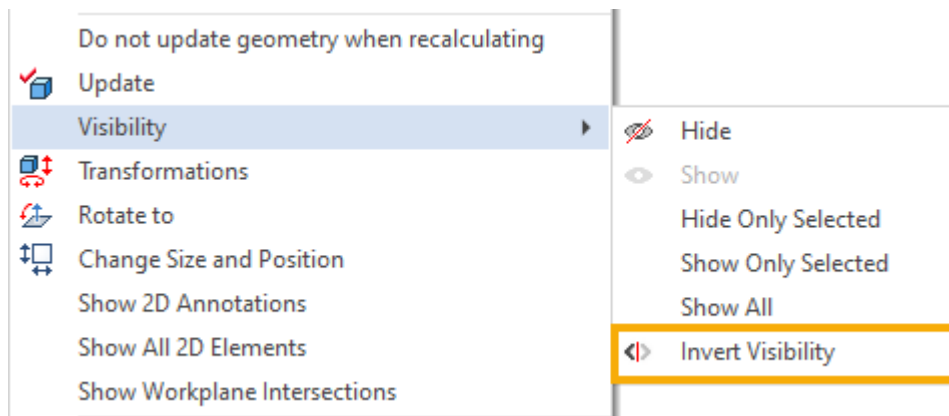 Do not update geometry when recalculating
Update
Visibility
Transformations
Rotate to
Change Size and Position
Show 2D Annotations
Show All 2D Elements
Show Workplane Intersections
Hide
Show
Hide Only Selected
Show Only Selected
Show All
Invert Visibility